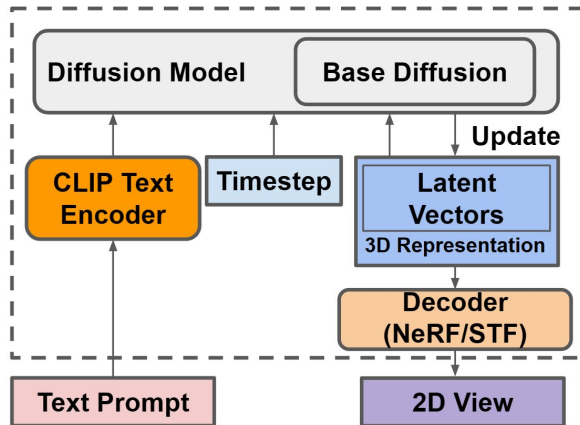 Diffusion Model
Base Diffusion
Update
CLIP Text
Encoder
Timestep
Latent
Vectors
3D Representation
Decoder
(NeRF/STF)
Text Prompt
2D View